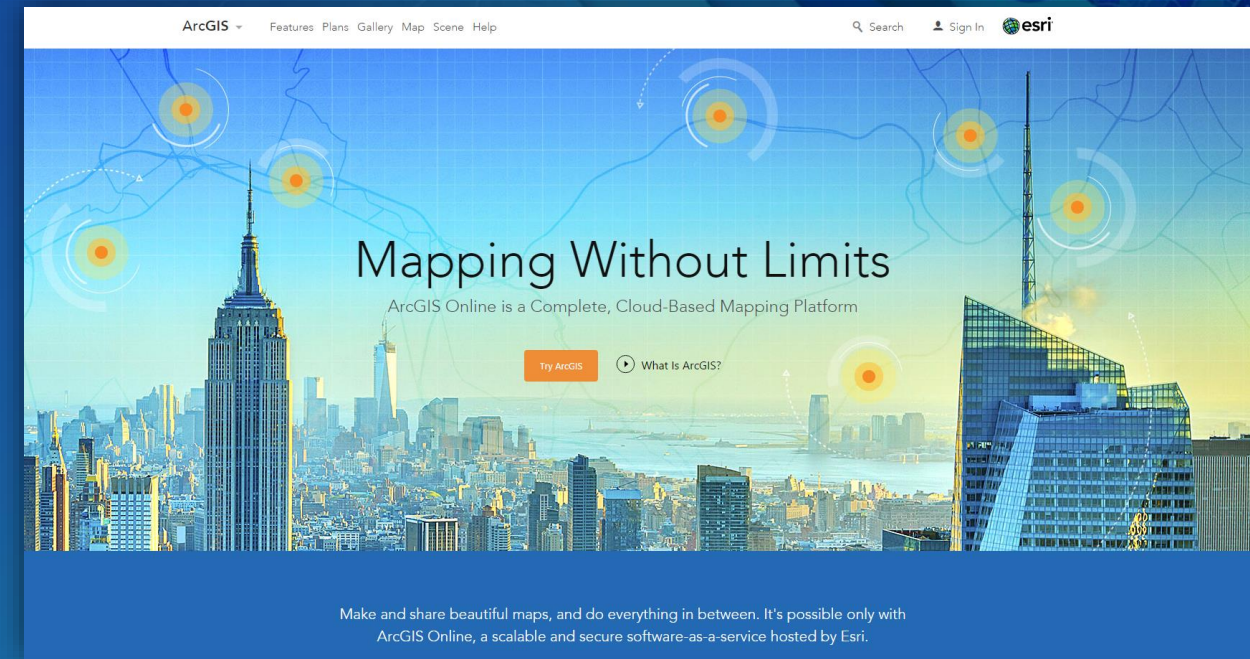 ArcGIS Features Plans Gallery Map Scene Help Search Sign In esri
Mapping Without Limits
ArcGIS Online is a Complete, Cloud-Based Mapping Platform
Try ArcGIS What Is ArcGIS?
Make and share beautiful maps, and do everything in between. It's possible only with
ArcGIS Online, a scalable and secure software-as-a-service hosted by Esri.